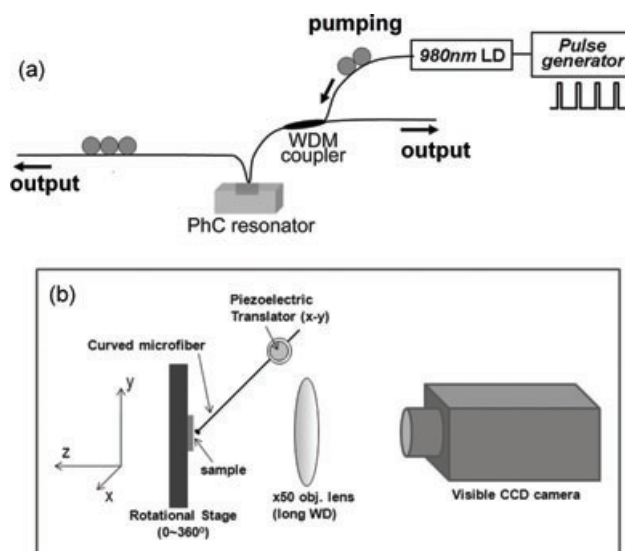 (a)
pumping
980nm LD
Pulse
generator
WDM
coupler
output
output
PhC resonator
(b)
Piezoelectric
Translator (x-y)
Curved microfiber
y
z
x
sample
Rotational Stage
(0~360º)
x50 obj. lens
(long WD)
Visible CCD camera